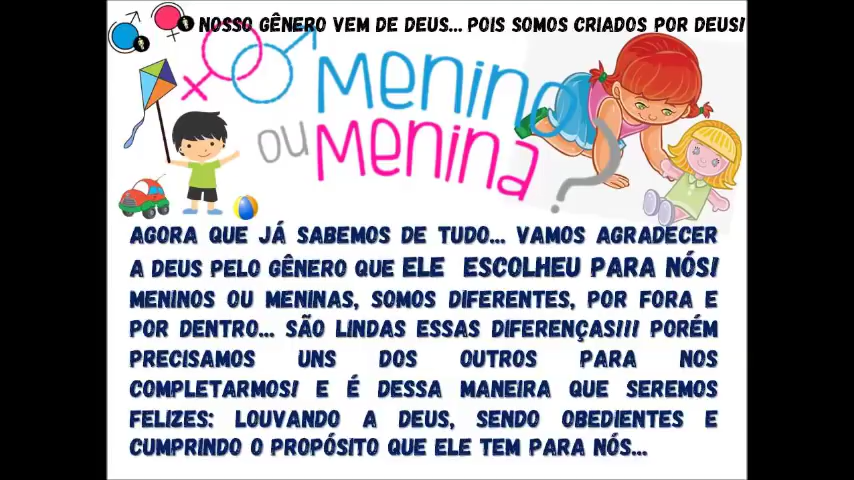 NOSSO GÊNERO VEM DE DEUS... POIS SOMOS CRIADOS POR DEUS!
Menino
ou Menina?
AGORA QUE JÁ SABEMOS DE TUDO... VAMOS AGRADECER
A DEUS PELO GÊNERO QUE ELE ESCOLHEU PARA NÓS!
MENINOS OU MENINAS, SOMOS DIFERENTES, POR FORA E
POR DENTRO... SÃO LINDAS ESSAS DIFERENÇAS!!! PORÉM
PRECISAMOS UNS DOS OUTROS PARA NOS
COMPLETARMOS! E É DESSA MANEIRA QUE SEREMOS
FELIZES: LOUVANDO A DEUS, SENDO OBEDIENTES E
CUMPRINDO O PROPÓSITO QUE ELE TEM PARA NÓS...